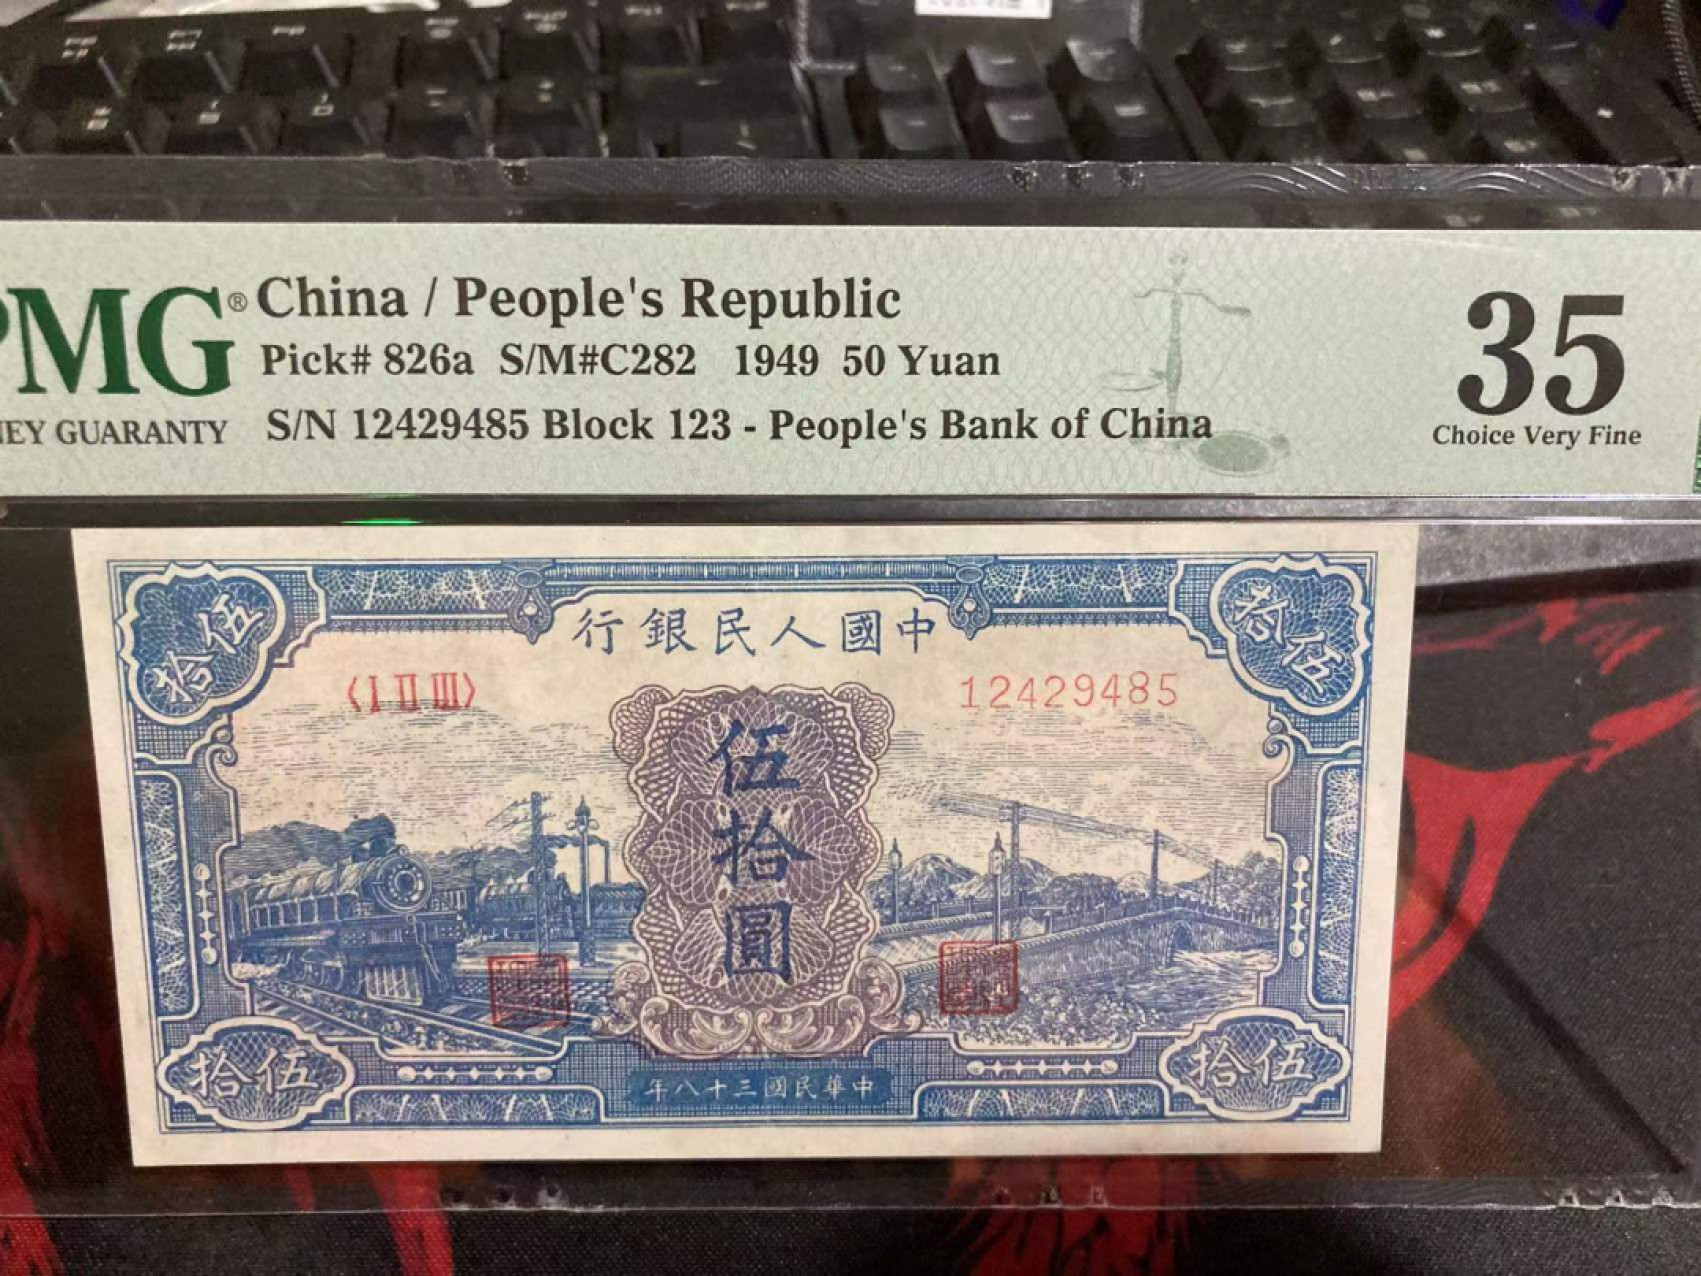 PMG® China / People's Republic
Pick# 826a S/M#C282 1949 50 Yuan
NEY GUARANTY S/N 12429485 Block 123 - People's Bank of China
35
Choice Very Fine
伍拾
拾伍
行銀民人國中
〈I II III〉
12429485
伍
拾
圓
拾伍
拾伍
年八十三國民華中